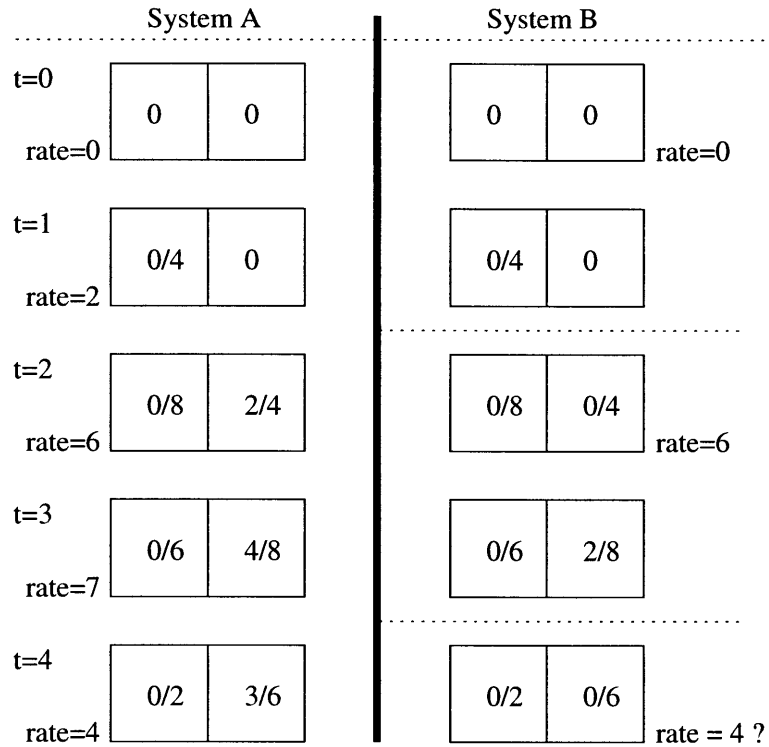 System A System B
t=0
0 0 0 0
rate=0 rate=0
t=1
0/4 0 0/4 0
rate=2
t=2
0/8 2/4 0/8 0/4
rate=6 rate=6
t=3
0/6 4/8 0/6 2/8
rate=7
t=4
0/2 3/6 0/2 0/6
rate=4 rate = 4 ?